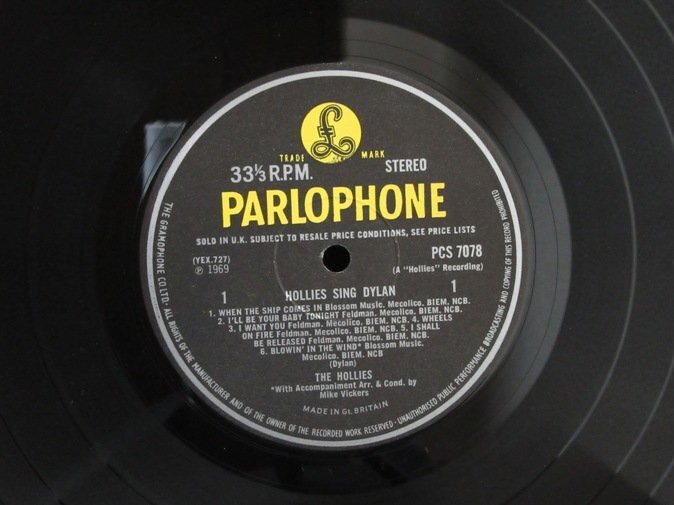 £
TRADE MARK
33⅓ R.P.M. STEREO
PARLOPHONE
SOLD IN U.K. SUBJECT TO RESALE PRICE CONDITIONS, SEE PRICE LISTS
(YEX.727) PCS 7078
℗ 1969 (A "Hollies" Recording)
1 HOLLIES SING DYLAN 1
1. WHEN THE SHIP COMES IN Blossom Music. Mecolico. BIEM. NCB.
2. I'LL BE YOUR BABY TONIGHT Feldman. Mecolico. BIEM. NCB. 4. WHEELS
3. I WANT YOU Feldman. Mecolico. BIEM. NCB. 5. I SHALL
ON FIRE Feldman. Mecolico. BIEM. NCB.
BE RELEASED Feldman. Mecolico. BIEM. NCB.
6. BLOWIN' IN THE WIND* Blossom Music.
Mecolico. BIEM. NCB
(Dylan)
THE HOLLIES
*With Accompaniment Arr. & Cond. by
Mike Vickers
MADE IN Gt. BRITAIN
THE GRAMOPHONE CO LTD. ALL RIGHTS OF THE MANUFACTURER AND OF THE OWNER OF THE RECORDED WORK RESERVED · UNAUTHORISED PUBLIC PERFORMANCE BROADCASTING AND COPYING OF THIS RECORD PROHIBITED